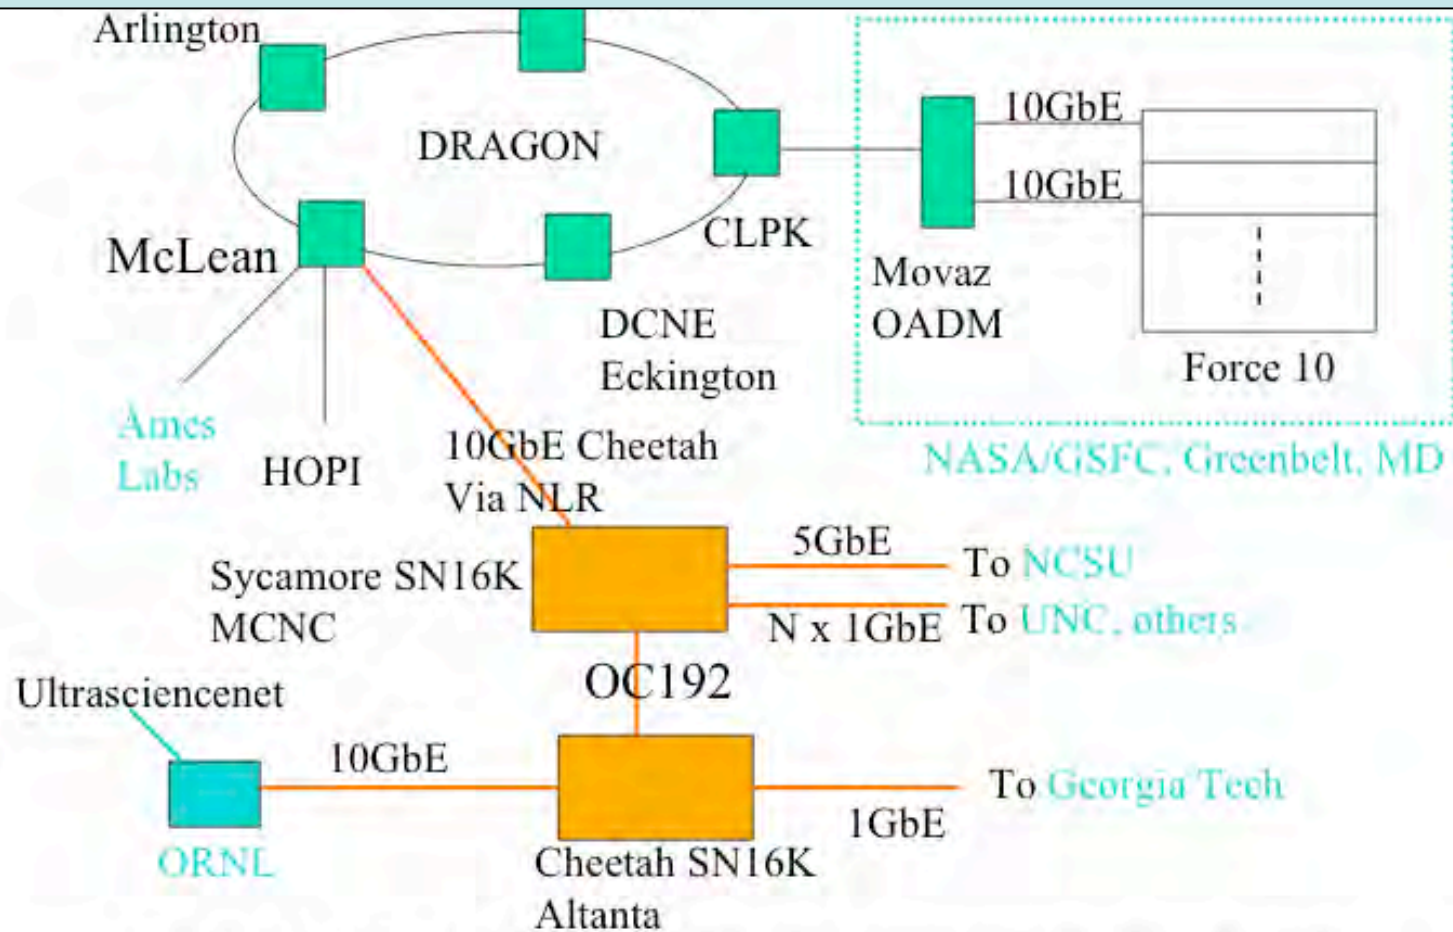 Arlington
DRAGON
10GbE
10GbE
McLean
CLPK
Movaz
OADM
DCNE
Eckington
Force 10
Ames
Labs
HOPI
10GbE Cheetah
Via NLR
NASA/GSFC, Greenbelt, MD
Sycamore SN16K
MCNC
5GbE
To NCSU
N x 1GbE
To UNC, others
OC192
Ultrasciencenet
10GbE
To Georgia Tech
1GbE
ORNL
Cheetah SN16K
Altanta